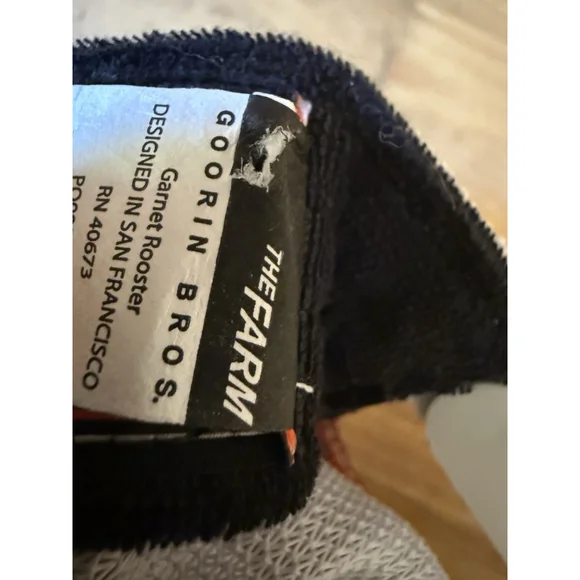 THE FARM
GOORIN BROS.
Garnet Rooster
DESIGNED IN SAN FRANCISCO
RN 40673